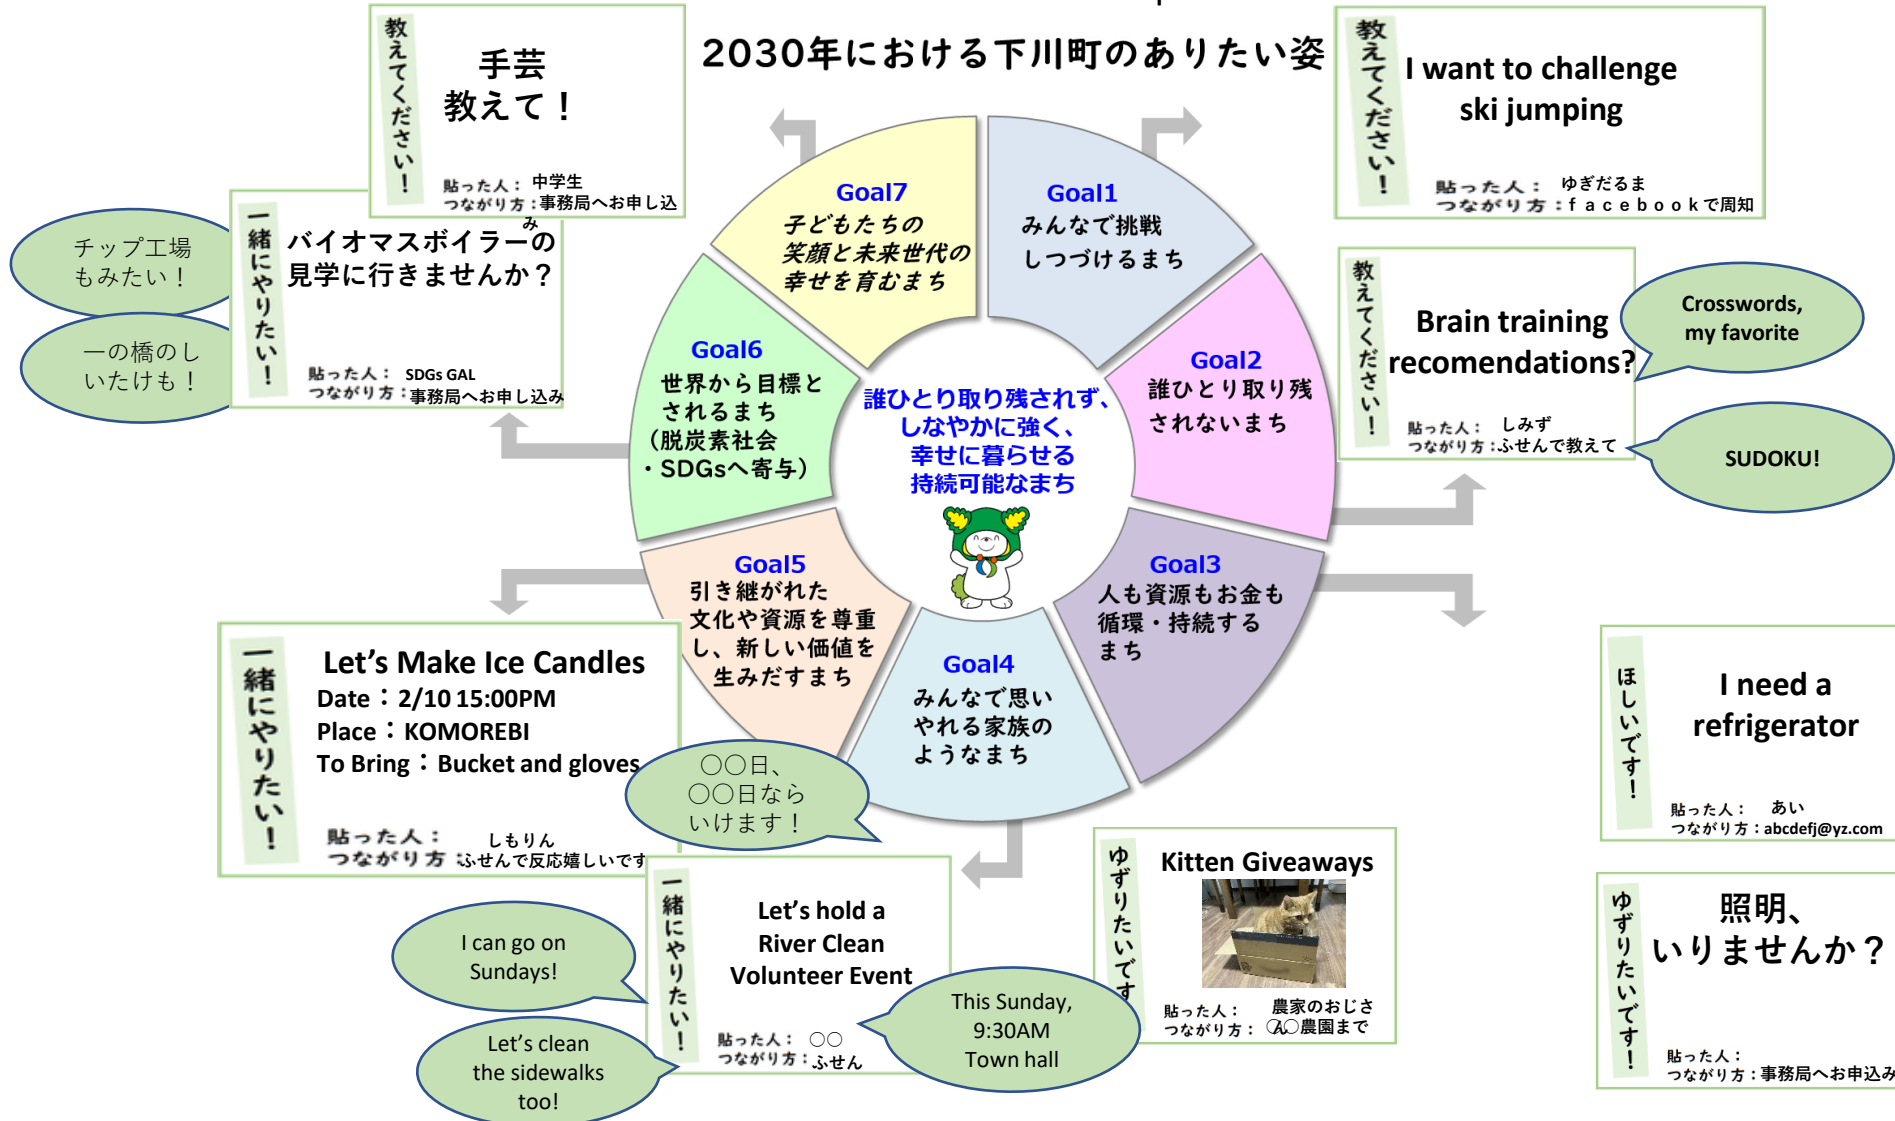 2030年における下川町のありたい姿
教えてください！
手芸
教えて！
貼った人： 中学生
つながり方：事務局へお申し込
み
教えてください！
I want to challenge
ski jumping
貼った人： ゆぎだるま
つながり方：ｆａｃｅｂｏｏｋで周知
一緒にやりたい！
バイオマスボイラーの
見学に行きませんか？
貼った人： SDGs GAL
つながり方：事務局へお申し込み
チップ工場
もみたい！
一の橋のし
いたけも！
教えてください！
Brain training
recomendations?
貼った人： しみず
つながり方：ふせんで教えて
Crosswords,
my favorite
SUDOKU!
Goal7
子どもたちの
笑顔と未来世代の
幸せを育むまち
Goal1
みんなで挑戦
しつづけるまち
Goal6
世界から目標と
されるまち
（脱炭素社会
・SDGsへ寄与）
Goal2
誰ひとり取り残
されないまち
誰ひとり取り残されず、
しなやかに強く、
幸せに暮らせる
持続可能なまち
Goal5
引き継がれた
文化や資源を尊重
し、新しい価値を
生みだすまち
Goal3
人も資源もお金も
循環・持続する
まち
Goal4
みんなで思い
やれる家族の
ようなまち
一緒にやりたい！
Let's Make Ice Candles
Date：2/10 15:00PM
Place：KOMOREBI
To Bring：Bucket and gloves
貼った人： しもりん
つながり方：ふせんで反応嬉しいです
〇〇日、
〇〇日なら
いけます！
ほしいです！
I need a
refrigerator
貼った人： あい
つながり方：abcdefj@yz.com
一緒にやりたい！
Let's hold a
River Clean
Volunteer Event
貼った人： 〇〇
つながり方：ふせん
I can go on
Sundays!
Let's clean
the sidewalks
too!
This Sunday,
9:30AM
Town hall
ゆずりたいです
Kitten Giveaways
貼った人： 農家のおじさ
ん
つながり方： 〇〇農園まで
ゆずりたいです！
照明、
いりませんか？
貼った人：
つながり方：事務局へお申込み